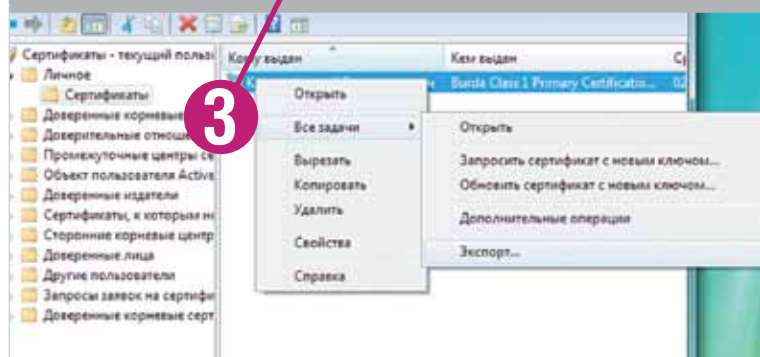 Сертификаты - текущий пользо
Личное
Сертификаты
Доверенные корневые
Доверительные отнош
Промежуточные центры се
Объект пользователя Active
Доверенные издатели
Сертификаты, к которым н
Сторонние корневые центр
Доверенные лица
Другие пользователи
Запросы заявок на сертифи
Доверенные корневые серт
Кому выдан
Кем выдан
Ср
Burda Class 1 Primary Certificatio...
02
3
Открыть
Все задачи
Вырезать
Копировать
Удалить
Свойства
Справка
Открыть
Запросить сертификат с новым ключом...
Обновить сертификат с новым ключом...
Дополнительные операции
Экспорт...